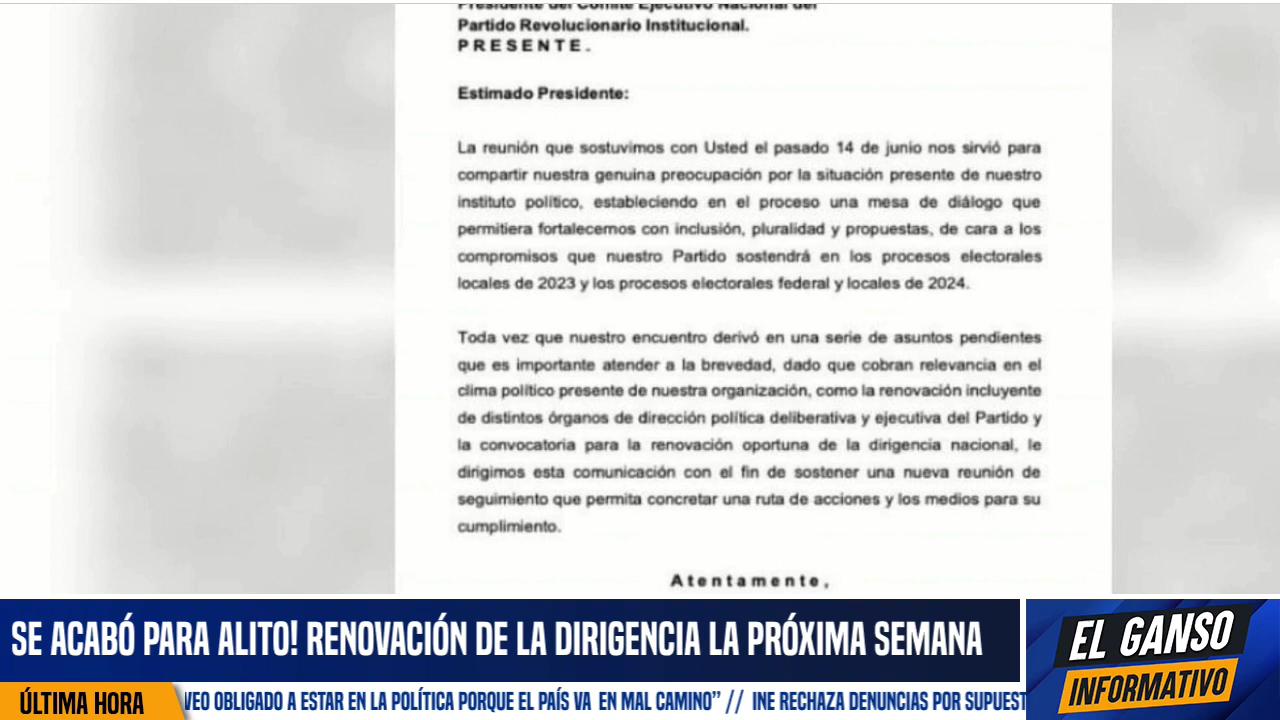 Presidente del Comité Ejecutivo Nacional del
Partido Revolucionario Institucional.
P R E S E N T E .
Estimado Presidente:
La reunión que sostuvimos con Usted el pasado 14 de junio nos sirvió para
compartir nuestra genuina preocupación por la situación presente de nuestro
instituto político, estableciendo en el proceso una mesa de diálogo que
permitiera fortalecernos con inclusión, pluralidad y propuestas, de cara a los
compromisos que nuestro Partido sostendrá en los procesos electorales
locales de 2023 y los procesos electorales federal y locales de 2024.
Toda vez que nuestro encuentro derivó en una serie de asuntos pendientes
que es importante atender a la brevedad, dado que cobran relevancia en el
clima político presente de nuestra organización, como la renovación incluyente
de distintos órganos de dirección política deliberativa y ejecutiva del Partido y
la convocatoria para la renovación oportuna de la dirigencia nacional, le
dirigimos esta comunicación con el fin de sostener una nueva reunión de
seguimiento que permita concretar una ruta de acciones y los medios para su
cumplimiento.
A t e n t a m e n t e ,
SE ACABÓ PARA ALITO! RENOVACIÓN DE LA DIRIGENCIA LA PRÓXIMA SEMANA
EL GANSO
INFORMATIVO
ÚLTIMA HORA
VEO OBLIGADO A ESTAR EN LA POLÍTICA PORQUE EL PAÍS VA EN MAL CAMINO” // INE RECHAZA DENUNCIAS POR SUPUEST